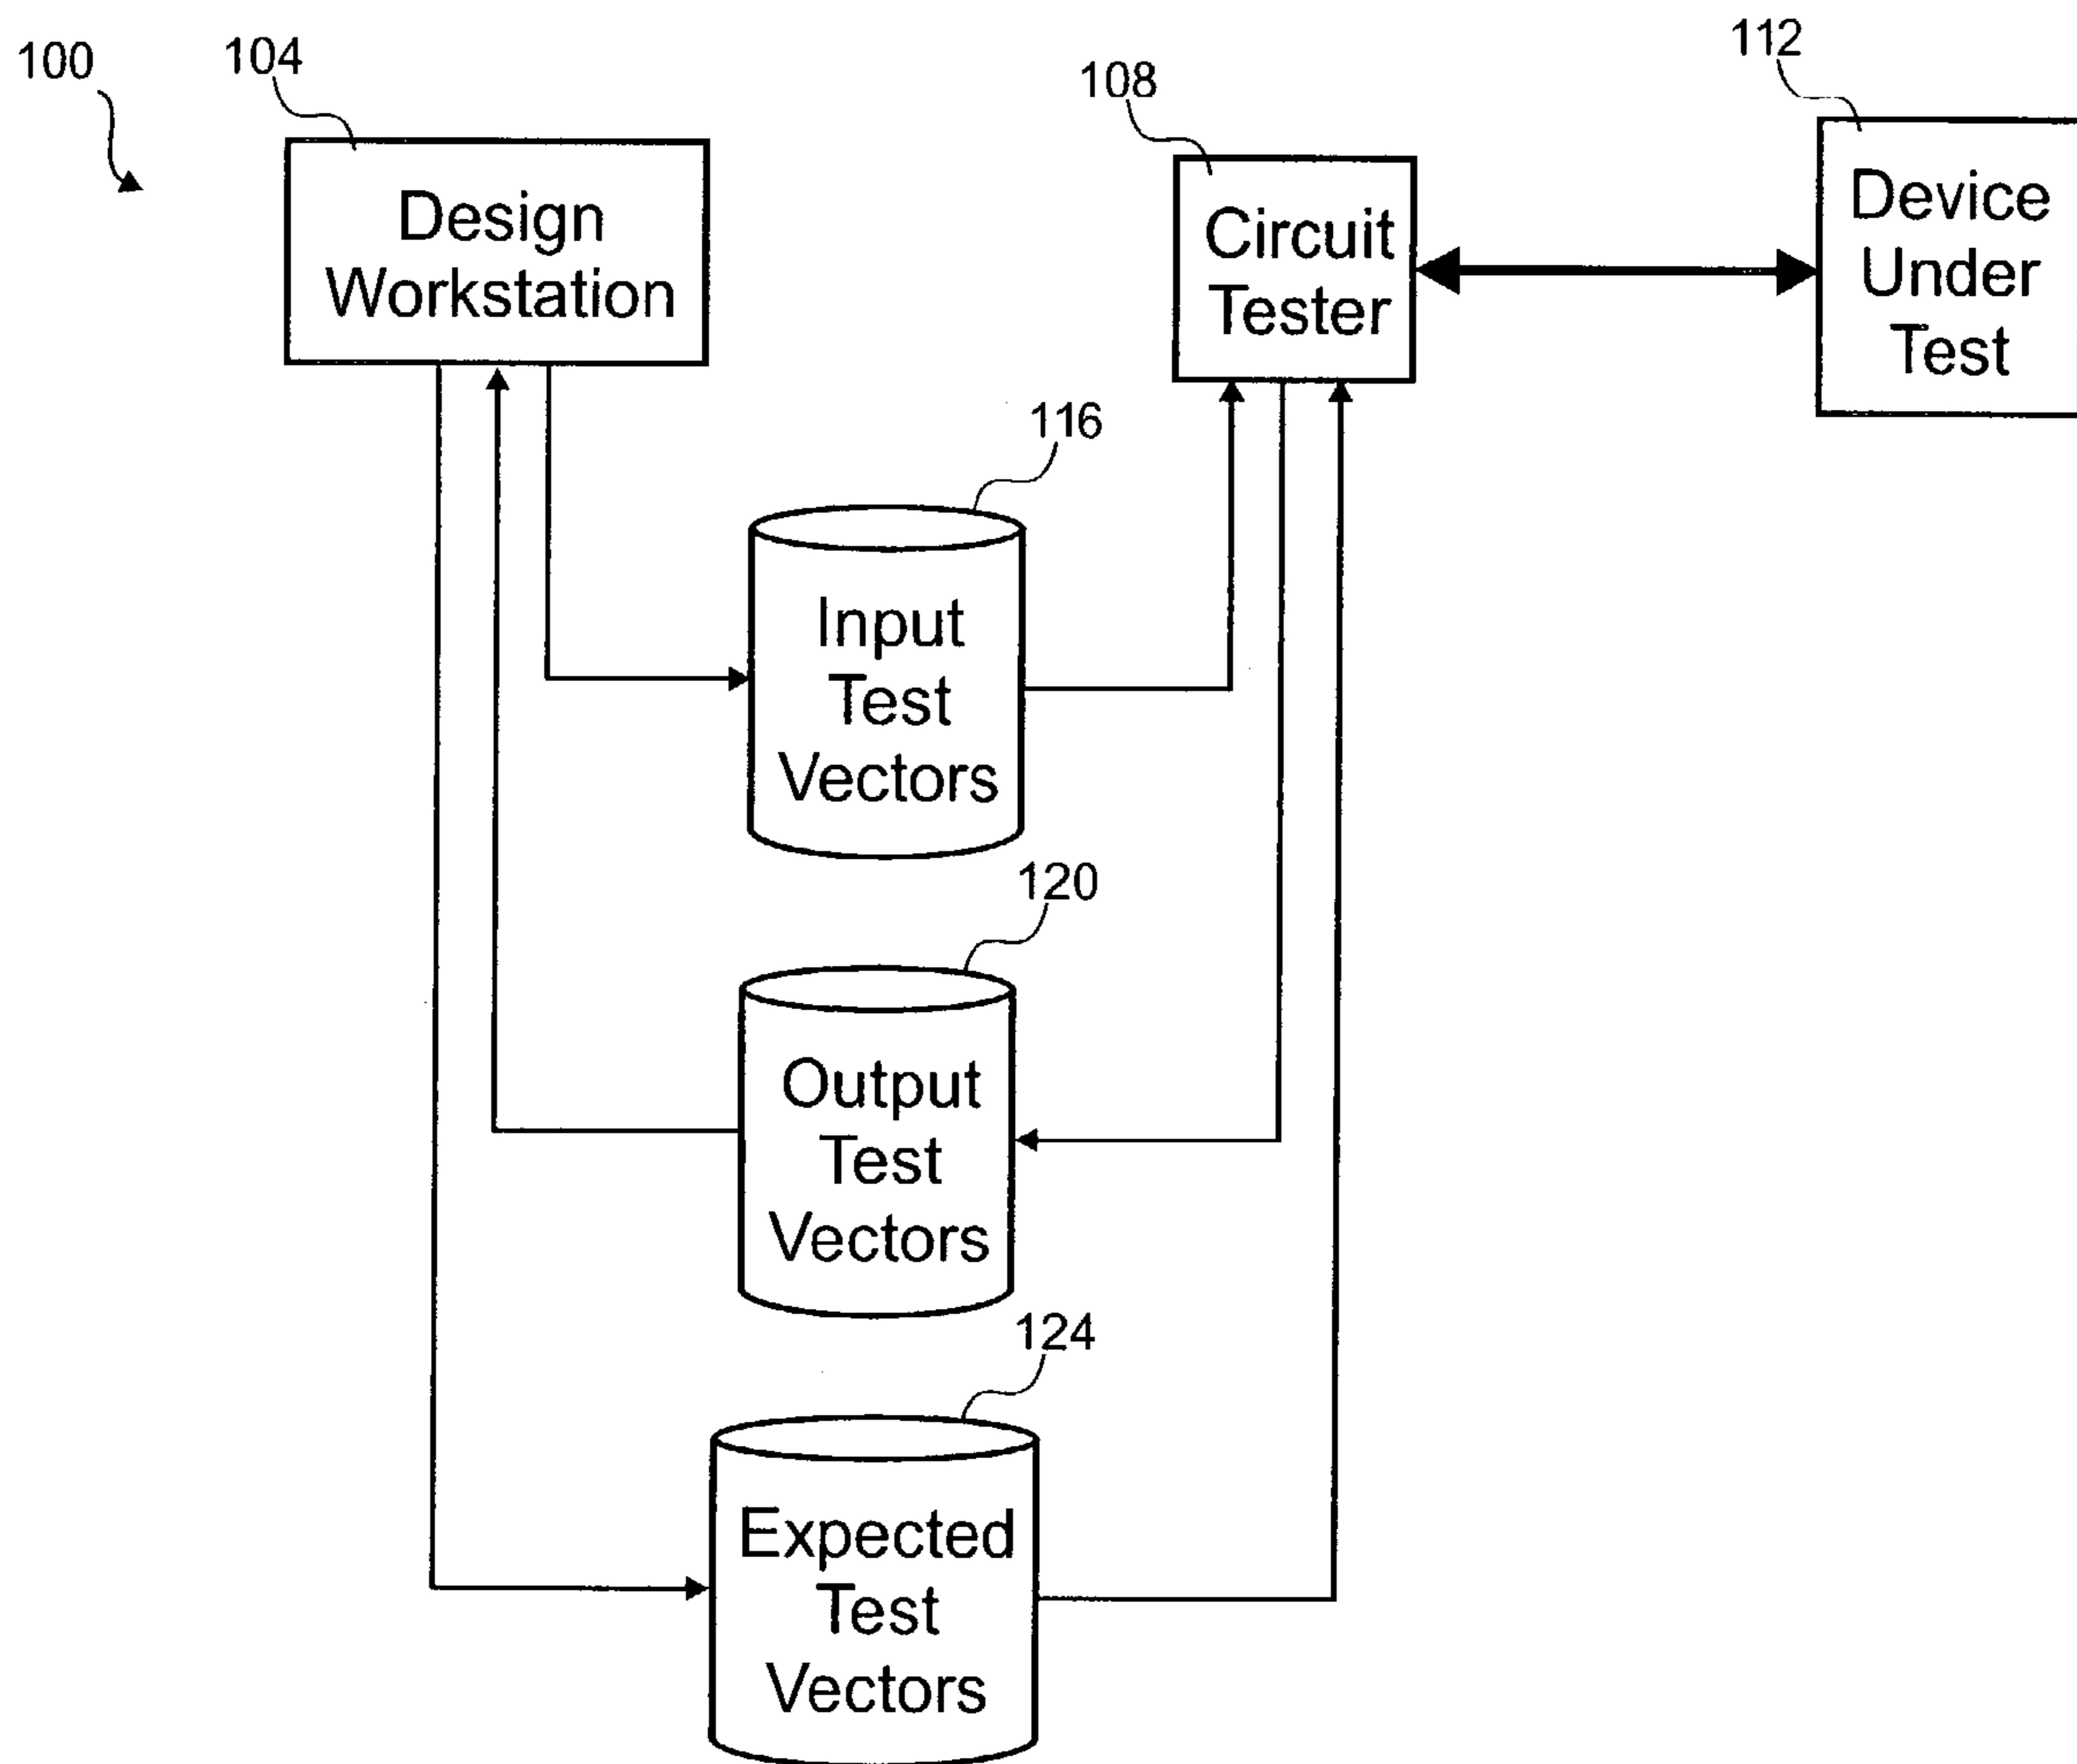 100
104
108
112
Design
Workstation
Circuit
Tester
Device
Under
Test
116
Input
Test
Vectors
120
Output
Test
Vectors
124
Expected
Test
Vectors